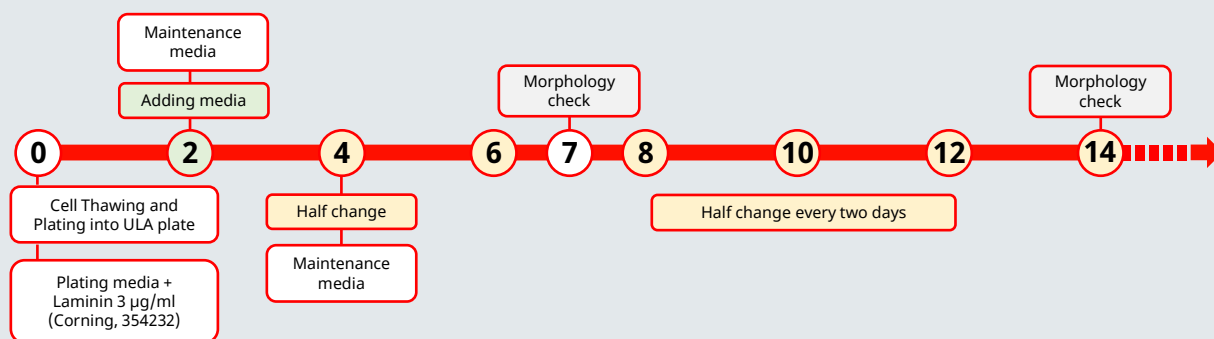 Maintenance
media
Adding media
Morphology
check
Morphology
check
0
2
4
6
7
8
10
12
14
Cell Thawing and
Plating into ULA plate
Half change
Half change every two days
Plating media +
Laminin 3 µg/ml
(Corning, 354232)
Maintenance
media